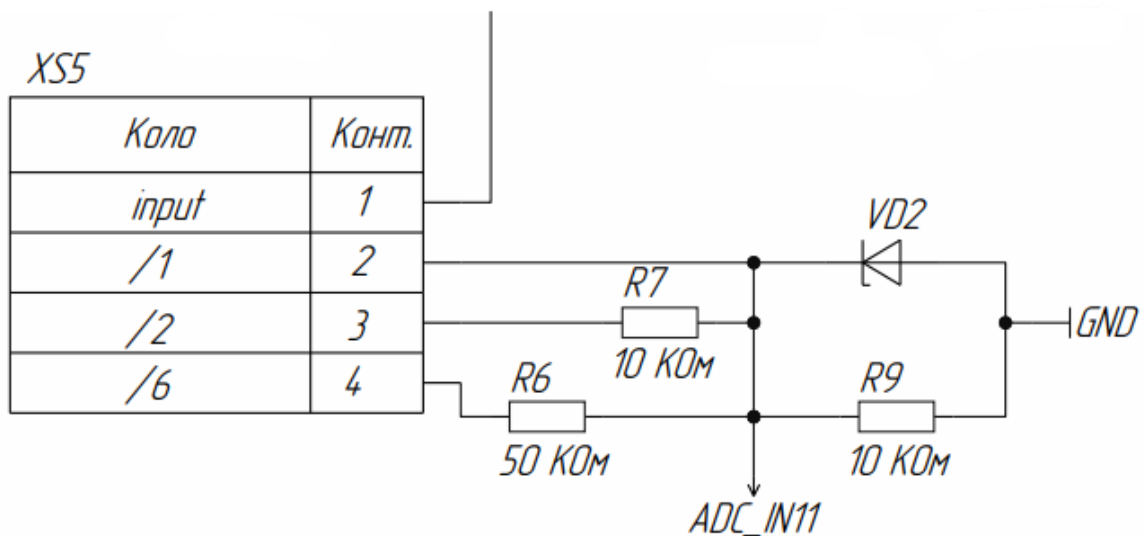 XS5
Коло Конт.
input 1
/1 2
/2 3
/6 4
VD2
R7
10 КОм
GND
R6
50 КОм
R9
10 КОм
ADC_IN11